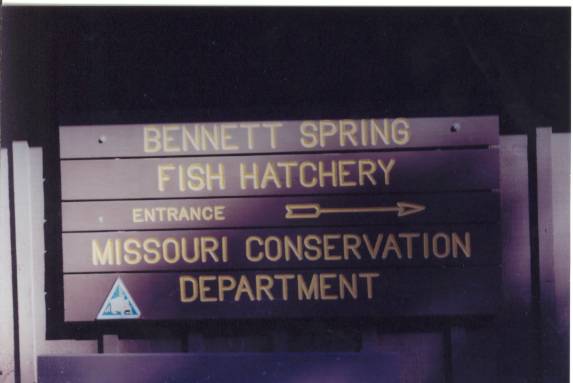 BENNETT SPRING
FISH HATCHERY
ENTRANCE
MISSOURI CONSERVATION
DEPARTMENT